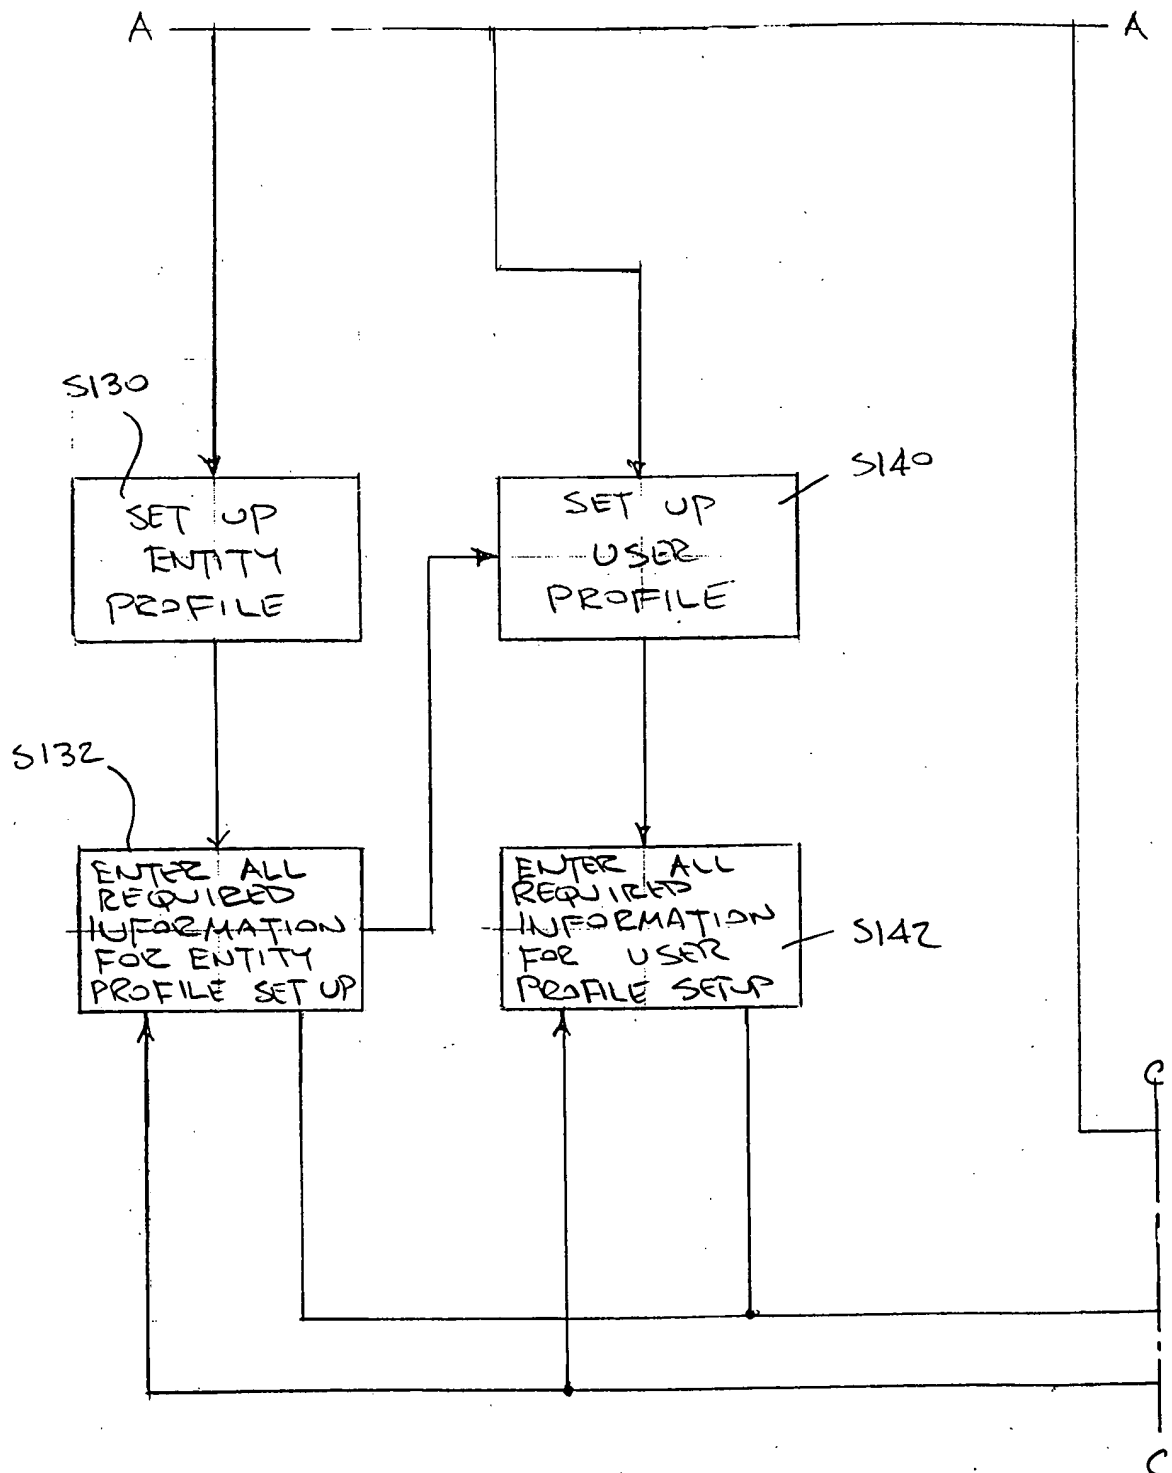 A
A
S130
SET UP
ENTITY
PROFILE
S140
SET UP
USER
PROFILE
S132
ENTER ALL
REQUIRED
INFORMATION
FOR ENTITY
PROFILE SET UP
ENTER ALL
REQUIRED
INFORMATION
FOR USER
PROFILE SETUP
S142
C
C